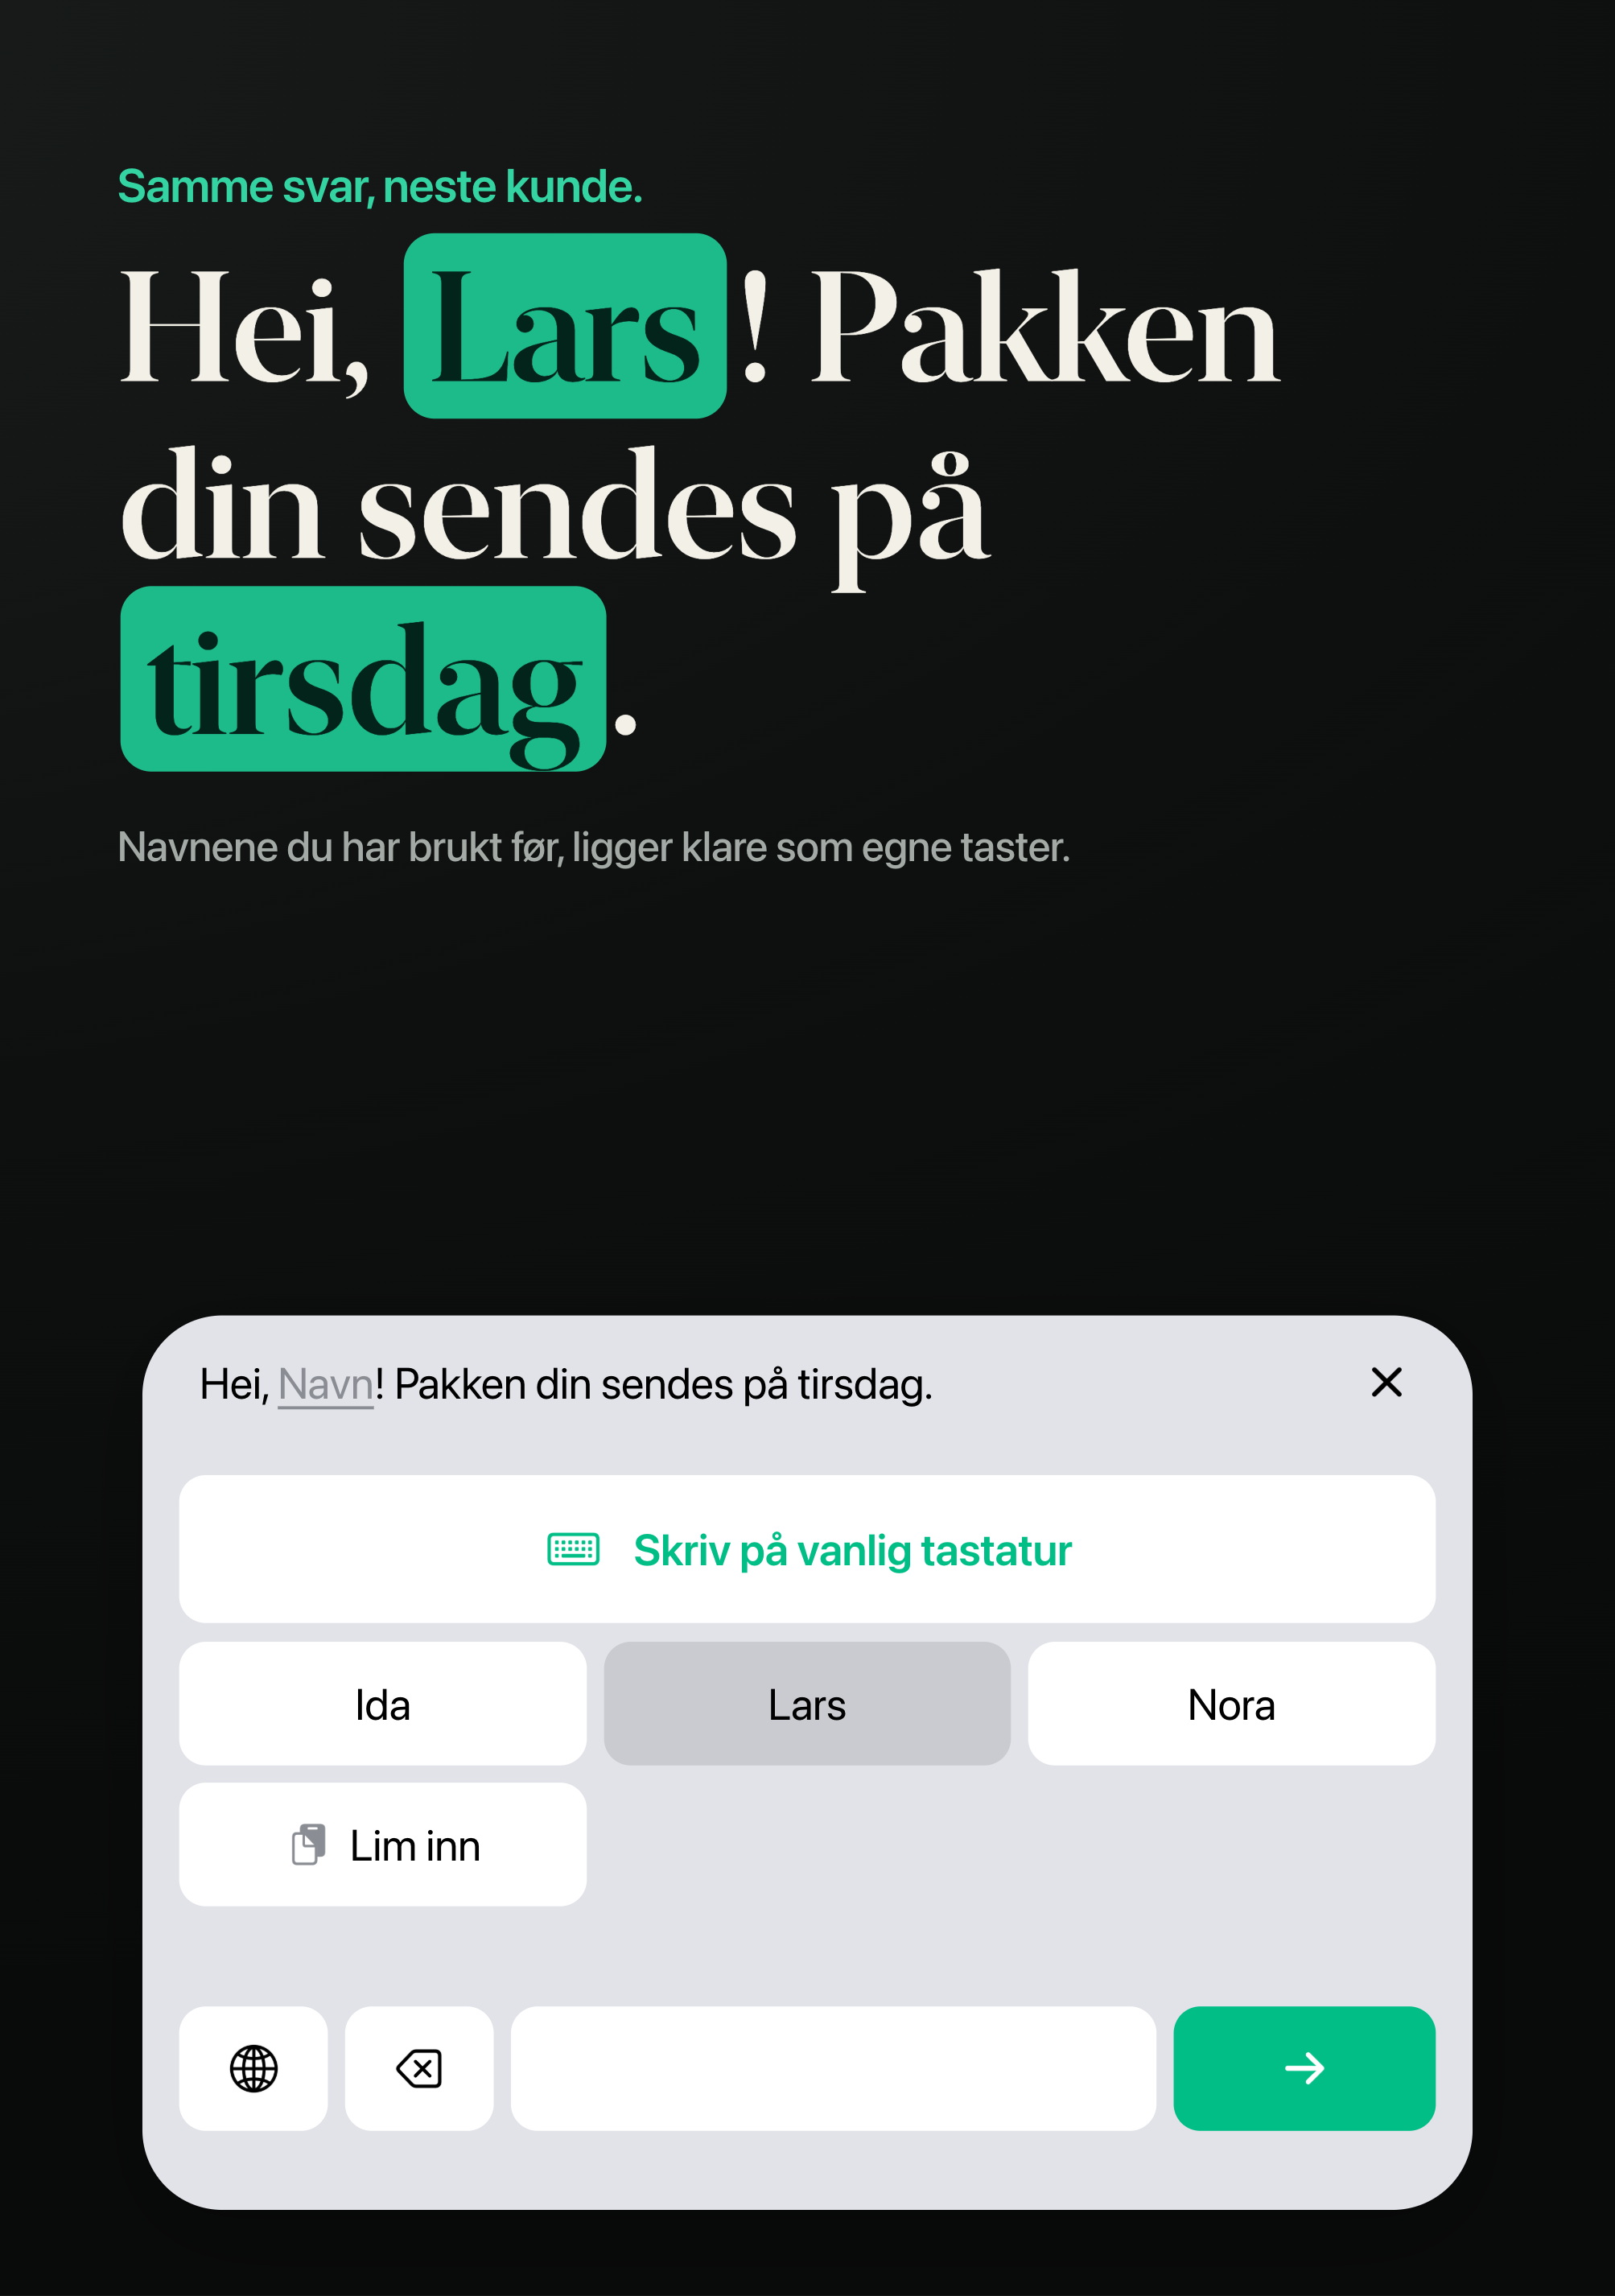 Samme svar, neste kunde.
Hei, Lars! Pakken
din sendes på
tirsdag.
Navnene du har brukt før, ligger klare som egne taster.
Hei, Navn! Pakken din sendes på tirsdag.
Skriv på vanlig tastatur
Ida
Lars
Nora
Lim inn